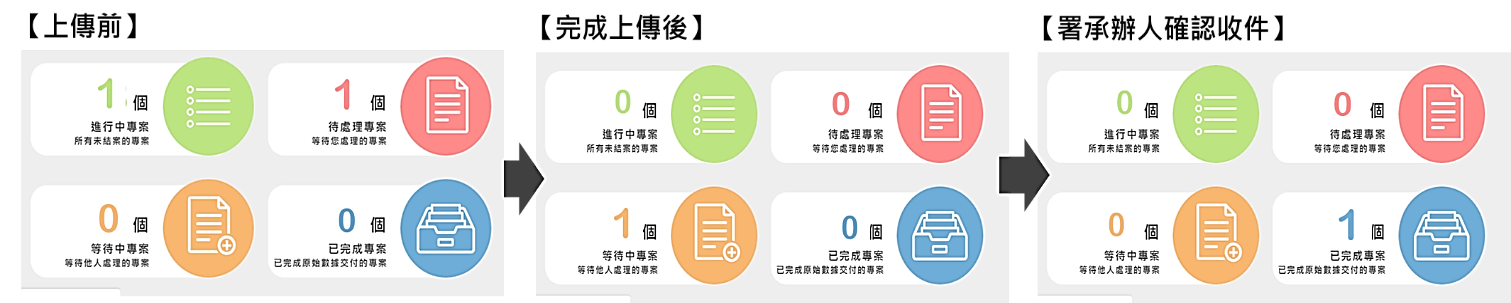 【上傳前】
1 個
進行中專案
所有未結案的專案
1 個
待處理專案
等待您處理的專案
0 個
等待中專案
等待他人處理的專案
0 個
已完成專案
已完成原始數據交付的專案
【完成上傳後】
0 個
進行中專案
所有未結案的專案
0 個
待處理專案
等待您處理的專案
1 個
等待中專案
等待他人處理的專案
0 個
已完成專案
已完成原始數據交付的專案
【署承辦人確認收件】
0 個
進行中專案
所有未結案的專案
0 個
待處理專案
等待您處理的專案
0 個
等待中專案
等待他人處理的專案
1 個
已完成專案
已完成原始數據交付的專案